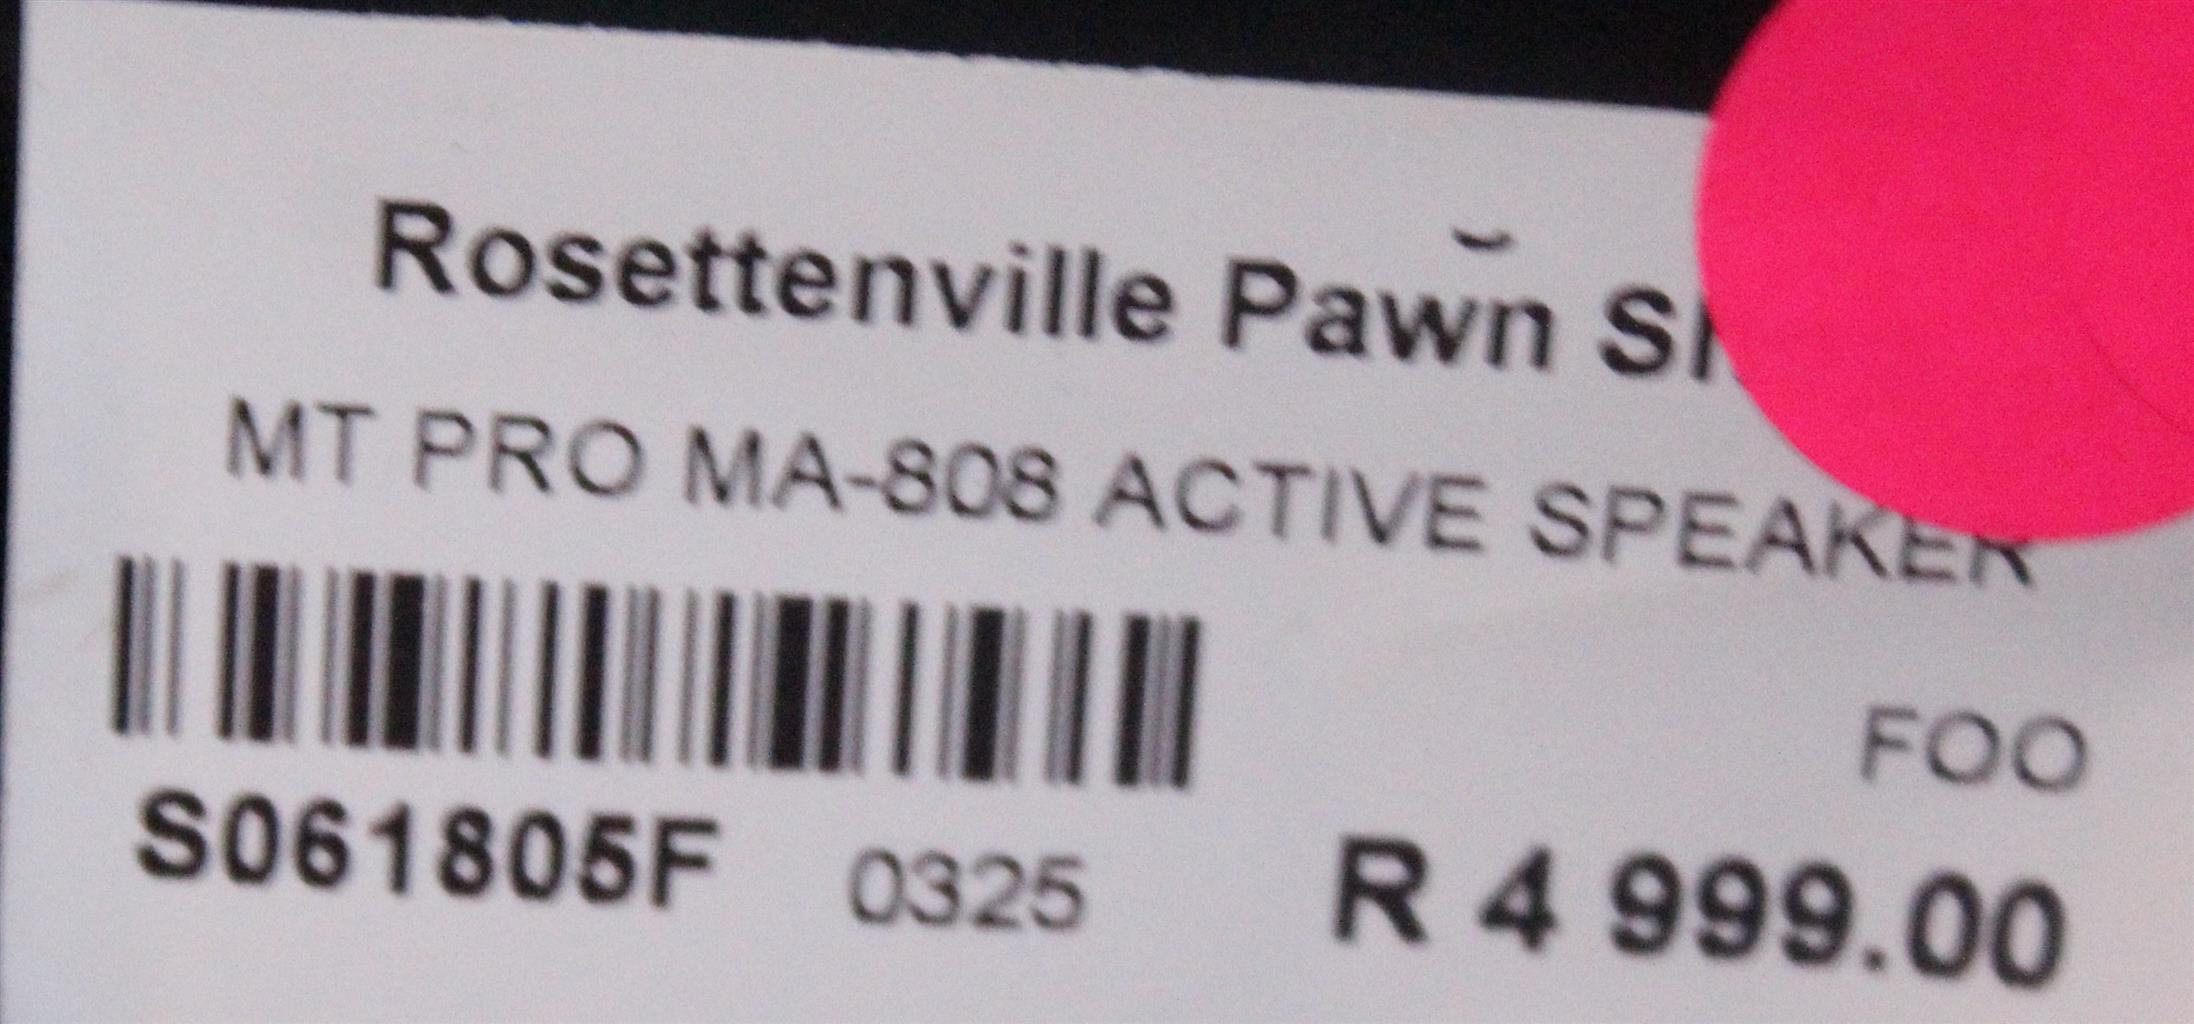 Rosettenville Pawn
MT PRO MA-808 ACTIVE SPEAKER
FOO
S061805F 0325 R 4 999.00